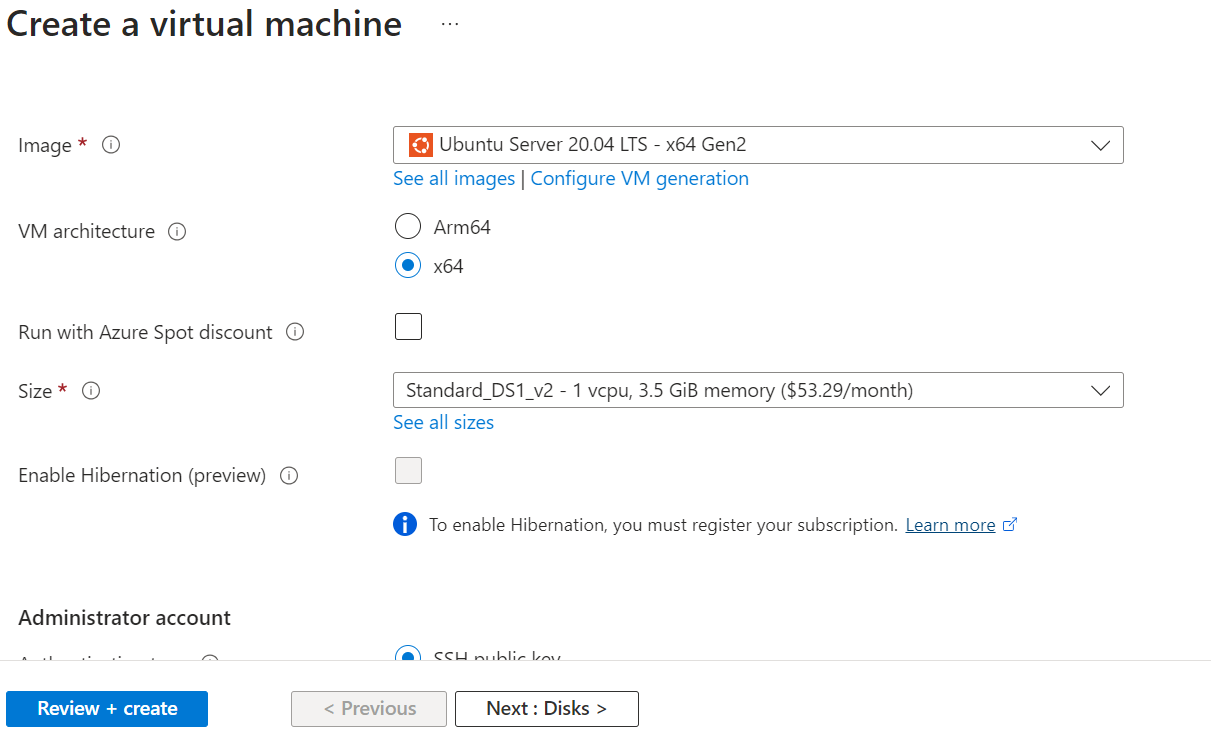 Create a virtual machine ...
Image *
Ubuntu Server 20.04 LTS - x64 Gen2
See all images | Configure VM generation
VM architecture
Arm64
x64
Run with Azure Spot discount
Size *
Standard_DS1_v2 - 1 vcpu, 3.5 GiB memory ($53.29/month)
See all sizes
Enable Hibernation (preview)
To enable Hibernation, you must register your subscription. Learn more
Administrator account
SSH public key
Review + create
< Previous
Next : Disks >